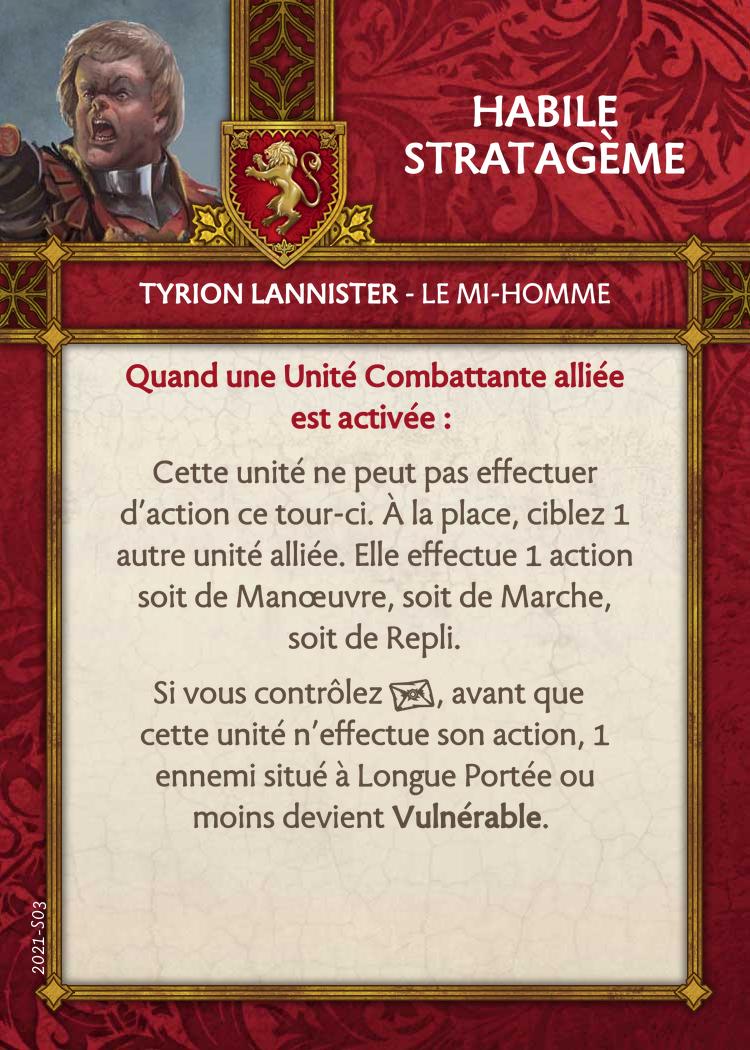 HABILE
STRATAGÈME
TYRION LANNISTER - LE MI-HOMME
Quand une Unité Combattante alliée
est activée :
Cette unité ne peut pas effectuer
d'action ce tour-ci. À la place, ciblez 1
autre unité alliée. Elle effectue 1 action
soit de Manœuvre, soit de Marche,
soit de Repli.
Si vous contrôlez , avant que
cette unité n'effectue son action, 1
ennemi situé à Longue Portée ou
moins devient Vulnérable.
2021-S03